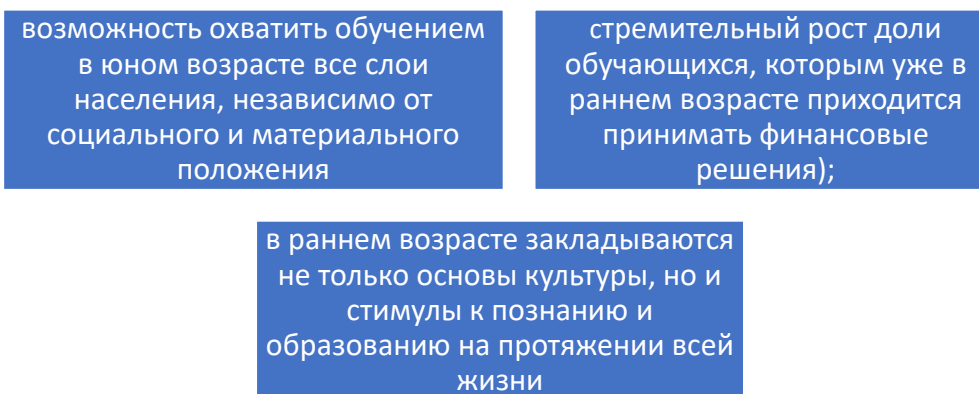 возможность охватить обучением
в юном возрасте все слои
населения, независимо от
социального и материального
положения
стремительный рост доли
обучающихся, которым уже в
раннем возрасте приходится
принимать финансовые
решения);
в раннем возрасте закладываются
не только основы культуры, но и
стимулы к познанию и
образованию на протяжении всей
жизни